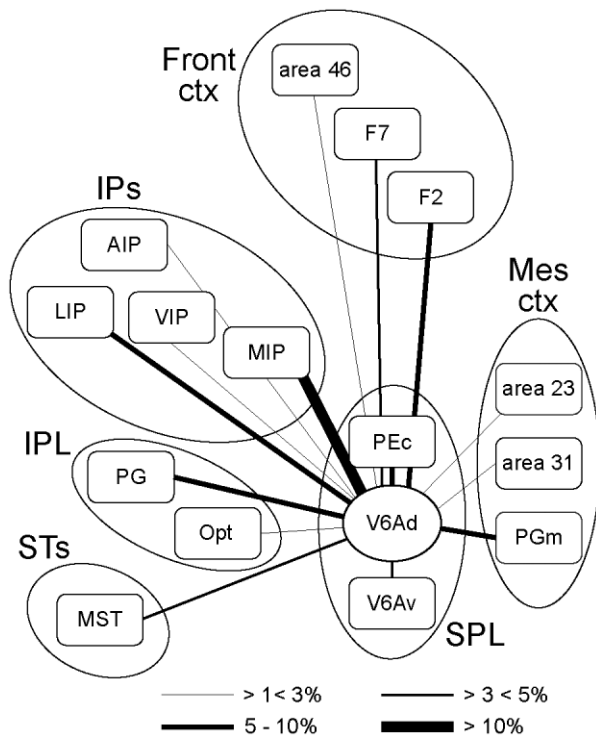 Front
ctx
area 46
F7
F2
IPs
AIP
LIP
VIP
MIP
Mes
ctx
area 23
area 31
PGm
IPL
PG
Opt
STs
MST
PEc
V6Ad
V6Av
SPL
> 1< 3%
> 3 < 5%
5 - 10%
> 10%